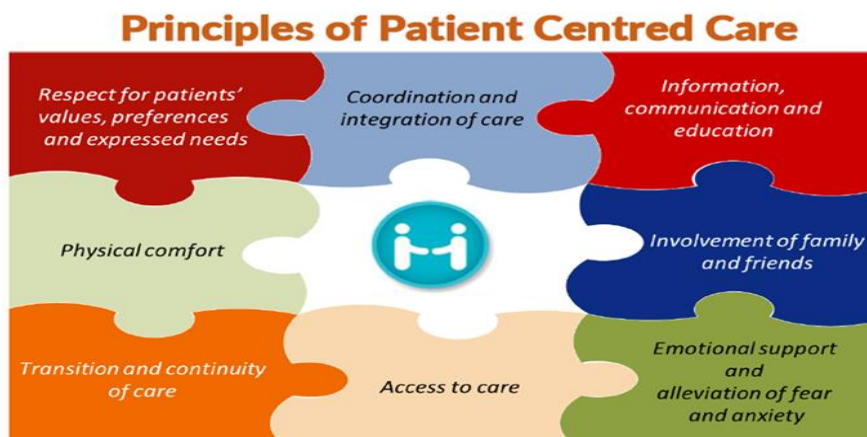 Principles of Patient Centred Care
Respect for patients'
values, preferences
and expressed needs
Coordination and
integration of care
Information,
communication and
education
Physical comfort
Involvement of family
and friends
Transition and continuity
of care
Access to care
Emotional support
and
alleviation of fear
and anxiety